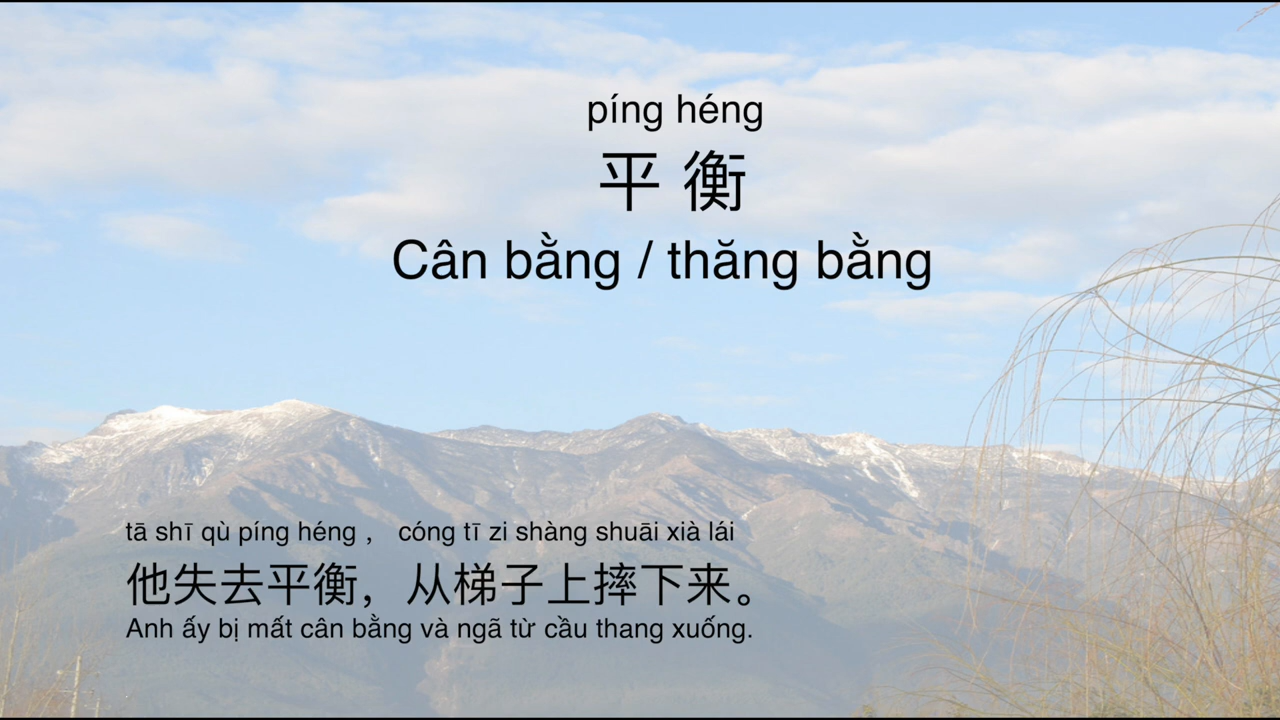 píng héng
平 衡
Cân bằng / thăng bằng
tā shī qù píng héng ， cóng tī zi shàng shuāi xià lái
他失去平衡，从梯子上摔下来。
Anh ấy bị mất cân bằng và ngã từ cầu thang xuống.